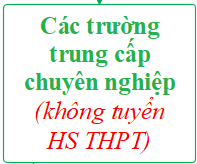 Các trường
trung cấp
chuyên nghiệp
(không tuyển
HS THPT)